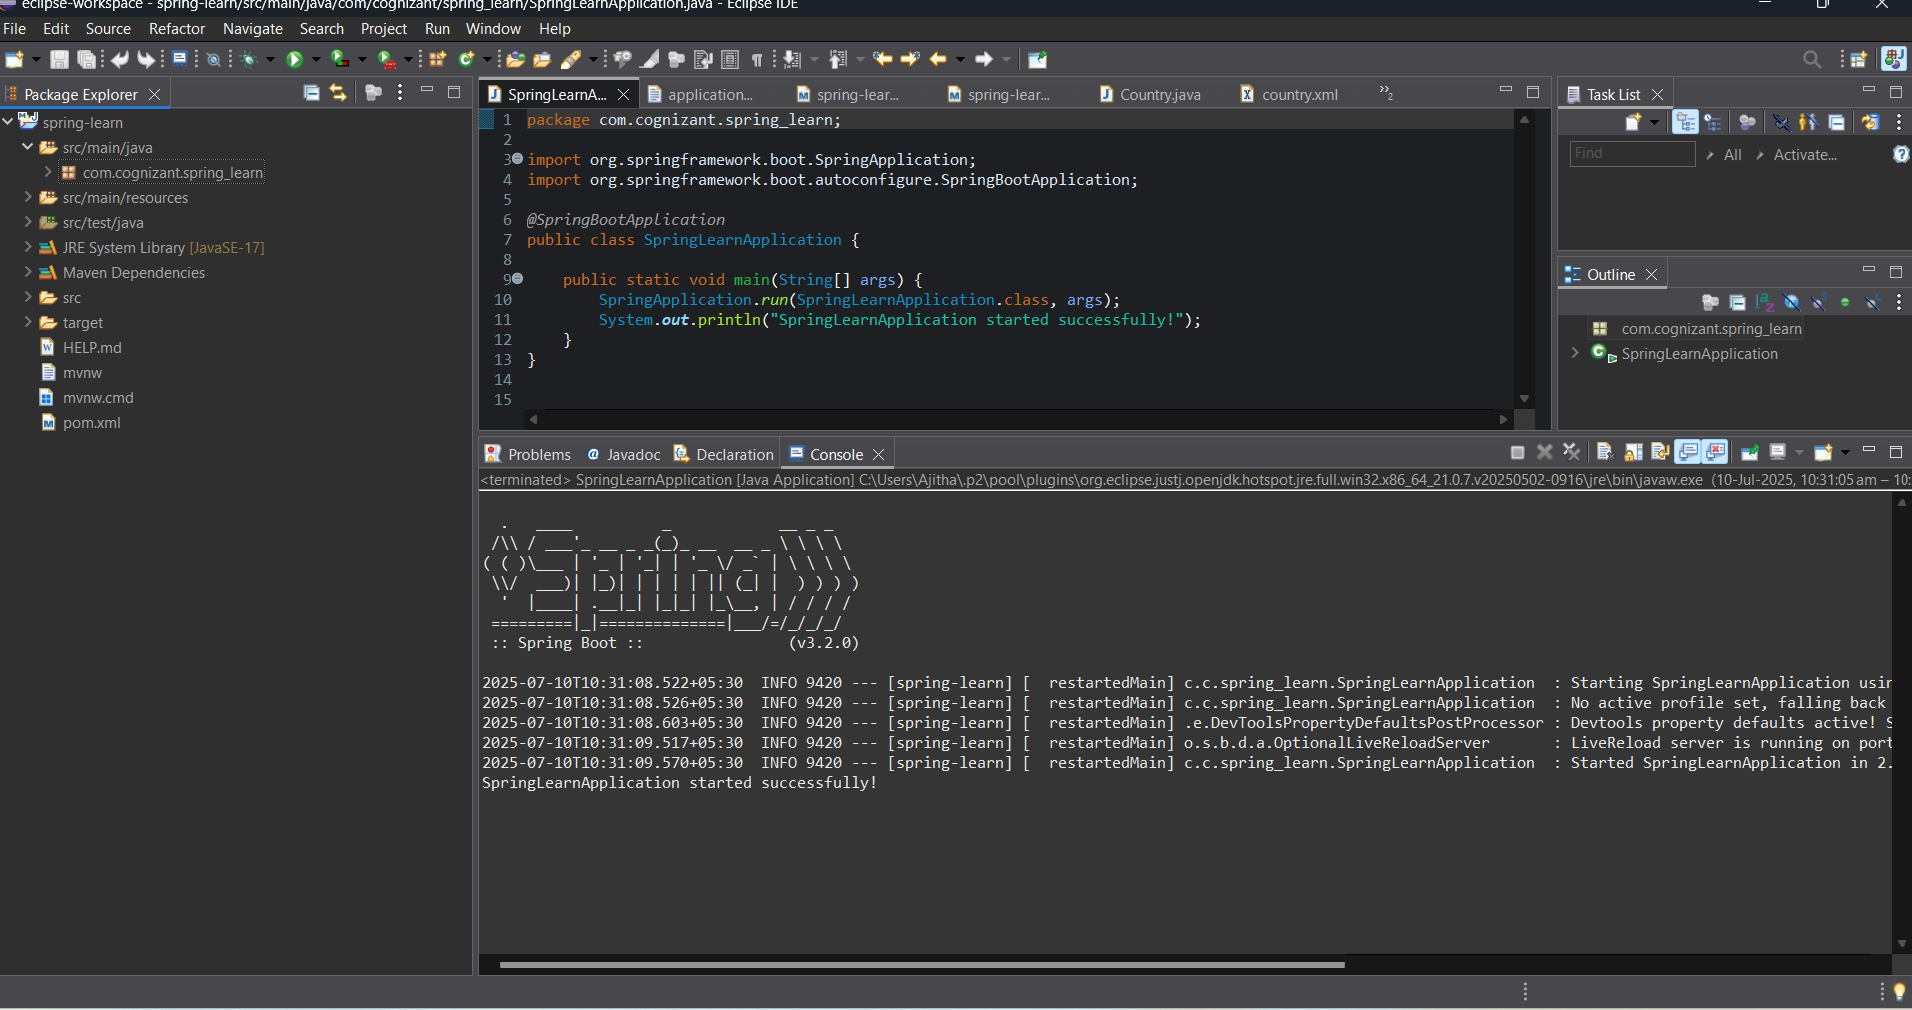 eclipse-workspace - spring-learn/src/main/java/com/cognizant/spring_learn/SpringLearnApplication.java - Eclipse IDE
File Edit Source Refactor Navigate Search Project Run Window Help
Package Explorer
spring-learn
src/main/java
com.cognizant.spring_learn
src/main/resources
src/test/java
JRE System Library [JavaSE-17]
Maven Dependencies
src
target
HELP.md
mvnw
mvnw.cmd
pom.xml
SpringLearnA... application... spring-lear... spring-lear... Country.java country.xml »2
1 package com.cognizant.spring_learn;
2
3 import org.springframework.boot.SpringApplication;
4 import org.springframework.boot.autoconfigure.SpringBootApplication;
5
6 @SpringBootApplication
7 public class SpringLearnApplication {
8
9 public static void main(String[] args) {
10 SpringApplication.run(SpringLearnApplication.class, args);
11 System.out.println("SpringLearnApplication started successfully!");
12 }
13 }
14
15
Task List
Find All Activate...
Outline
com.cognizant.spring_learn
SpringLearnApplication
Problems Javadoc Declaration Console
<terminated> SpringLearnApplication [Java Application] C:\Users\Ajitha\.p2\pool\plugins\org.eclipse.justj.openjdk.hotspot.jre.full.win32.x86_64_21.0.7.v20250502-0916\jre\bin\javaw.exe (10-Jul-2025, 10:31:05 am – 10:
Spring
:: Spring Boot :: (v3.2.0)
2025-07-10T10:31:08.522+05:30 INFO 9420 --- [spring-learn] [ restartedMain] c.c.spring_learn.SpringLearnApplication : Starting SpringLearnApplication usin
2025-07-10T10:31:08.526+05:30 INFO 9420 --- [spring-learn] [ restartedMain] c.c.spring_learn.SpringLearnApplication : No active profile set, falling back
2025-07-10T10:31:08.603+05:30 INFO 9420 --- [spring-learn] [ restartedMain] .e.DevToolsPropertyDefaultsPostProcessor : Devtools property defaults active! S
2025-07-10T10:31:09.517+05:30 INFO 9420 --- [spring-learn] [ restartedMain] o.s.b.d.a.OptionalLiveReloadServer : LiveReload server is running on port
2025-07-10T10:31:09.570+05:30 INFO 9420 --- [spring-learn] [ restartedMain] c.c.spring_learn.SpringLearnApplication : Started SpringLearnApplication in 2.
SpringLearnApplication started successfully!